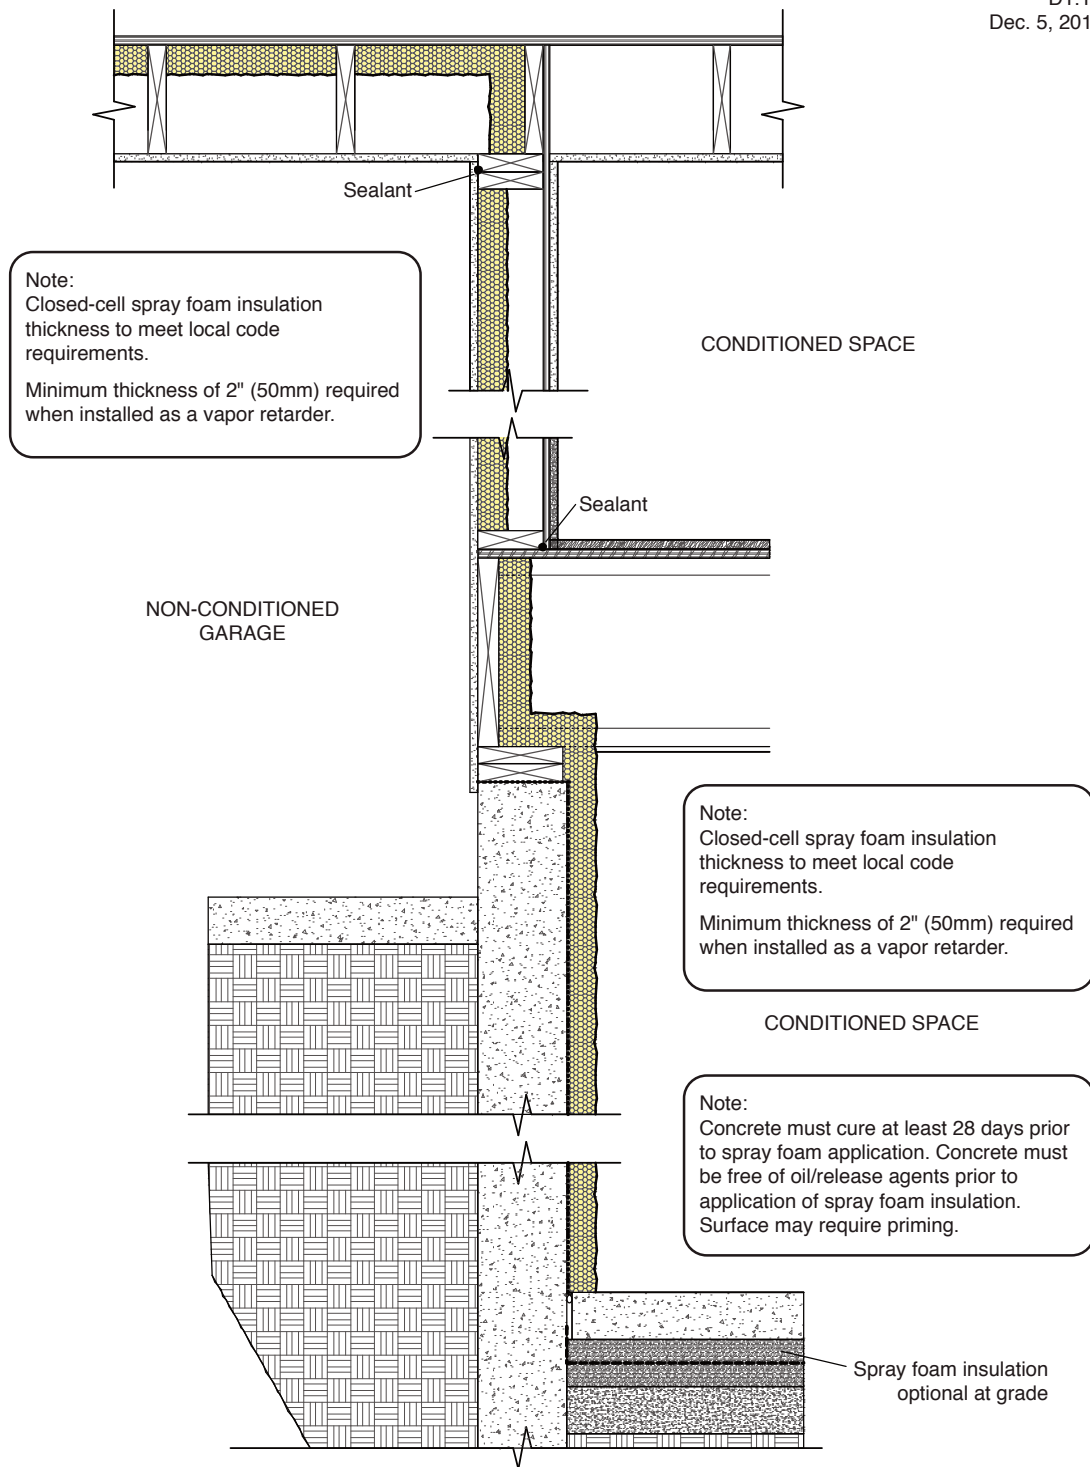 D1.1
Dec. 5, 201
Sealant
Note:
Closed-cell spray foam insulation
thickness to meet local code
requirements.
Minimum thickness of 2" (50mm) required
when installed as a vapor retarder.
CONDITIONED SPACE
Sealant
NON-CONDITIONED
GARAGE
Note:
Closed-cell spray foam insulation
thickness to meet local code
requirements.
Minimum thickness of 2" (50mm) required
when installed as a vapor retarder.
CONDITIONED SPACE
Note:
Concrete must cure at least 28 days prior
to spray foam application. Concrete must
be free of oil/release agents prior to
application of spray foam insulation.
Surface may require priming.
Spray foam insulation
optional at grade